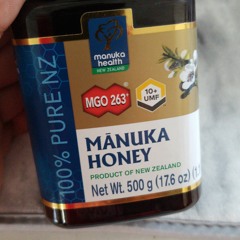 manuka
health
NEW ZEALAND
100% PURE NZ
MGO 263+
10+
UMF
MĀNUKA
HONEY
PRODUCT OF NEW ZEALAND
Net Wt. 500 g (17.6 oz)